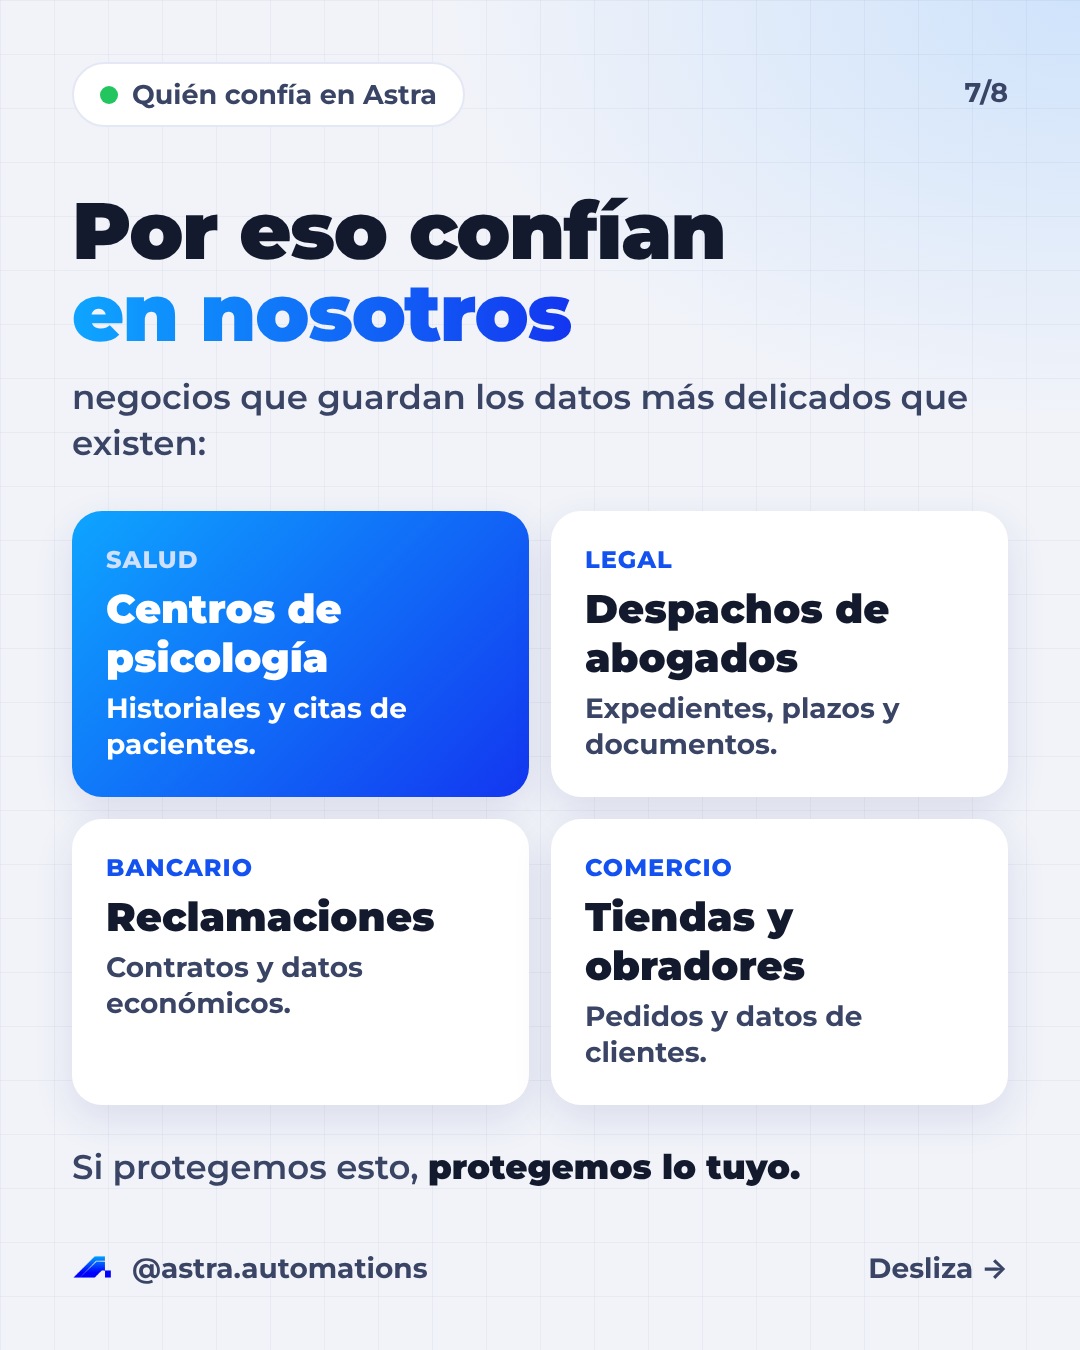 Quién confía en Astra
7/8
Por eso confían
en nosotros
negocios que guardan los datos más delicados que
existen:
SALUD
Centros de
psicología
Historiales y citas de
pacientes.
LEGAL
Despachos de
abogados
Expedientes, plazos y
documentos.
BANCARIO
Reclamaciones
Contratos y datos
económicos.
COMERCIO
Tiendas y
obradores
Pedidos y datos de
clientes.
Si protegemos esto, protegemos lo tuyo.
@astra.automations
Desliza →